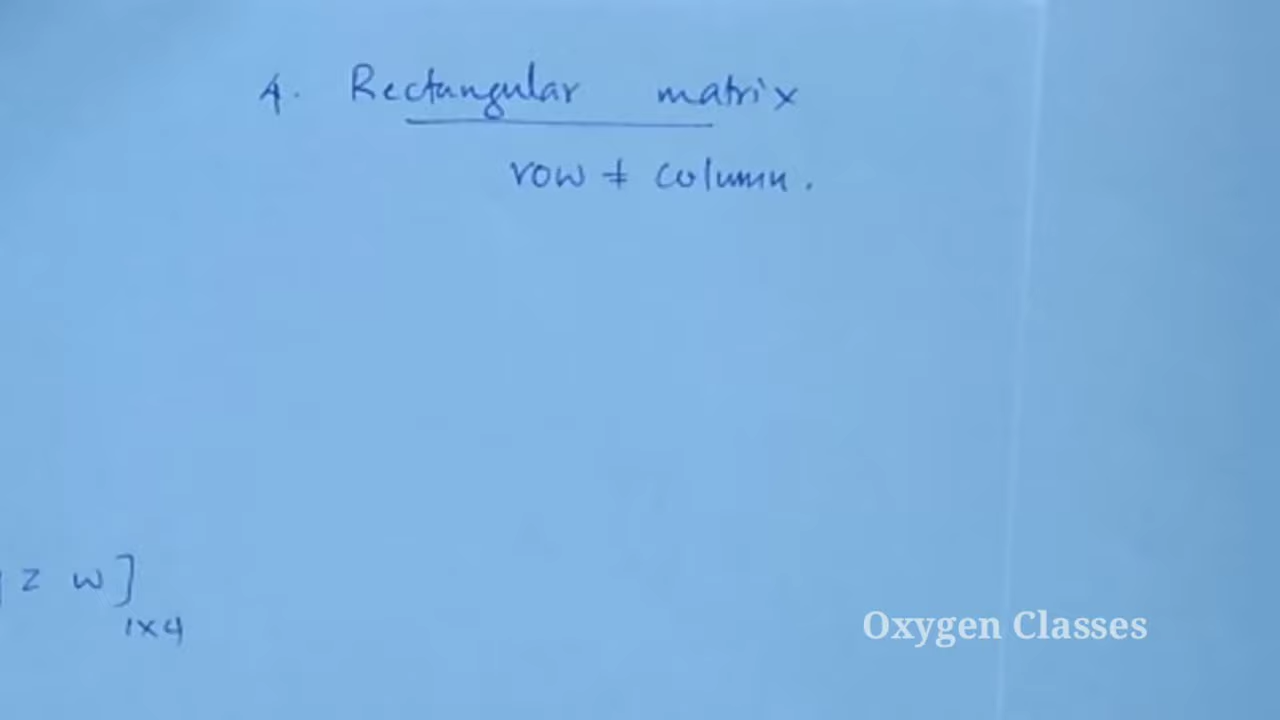 4. Rectangular matrix
row ≠ column.
z w]
1x4
Oxygen Classes